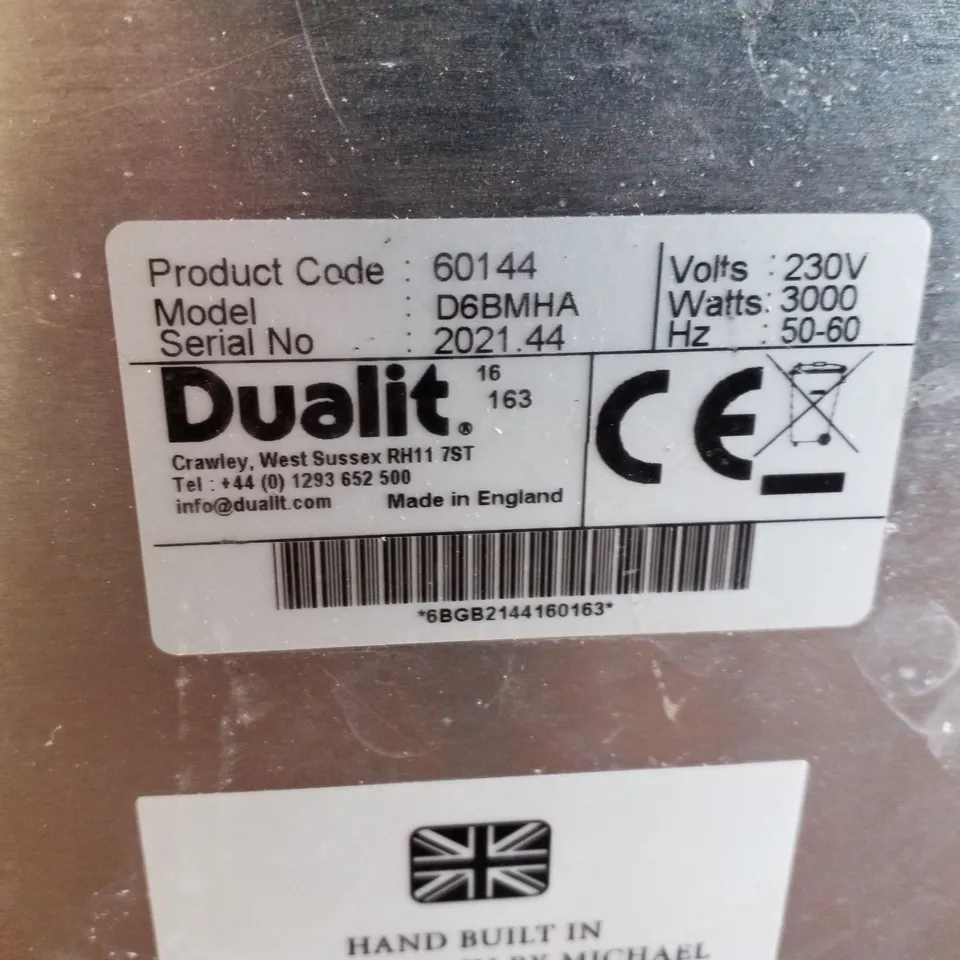 Product Code : 60144
Model : D6BMHA
Serial No : 2021.44
Volts : 230V
Watts: 3000
Hz : 50-60
Dualit® 16
163
Crawley, West Sussex RH11 7ST
Tel : +44 (0) 1293 652 500
info@dualit.com Made in England
CE
*6BGB2144160163*
HAND BUILT IN
BY MICHAEL